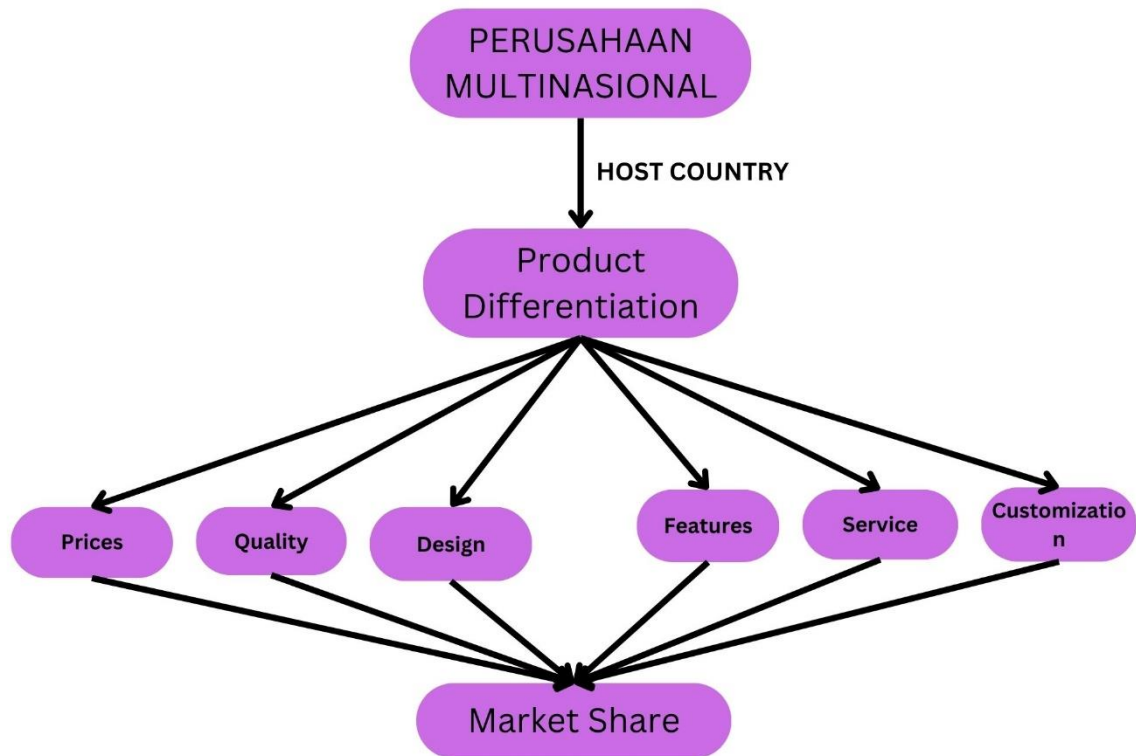 PERUSAHAAN
MULTINASIONAL
HOST COUNTRY
Product
Differentiation
Prices
Quality
Design
Features
Service
Customizatio
n
Market Share